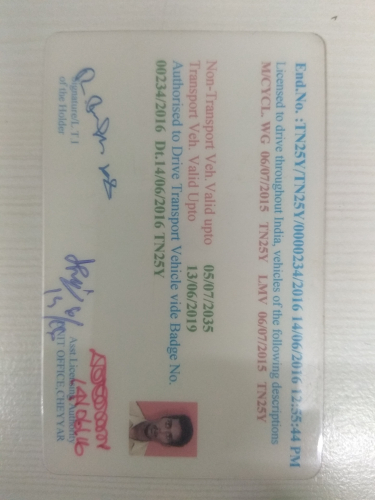 End.No. :TN25Y/TN25Y/0000234/2016 14/06/2016 12:55:44 PM
Licensed to drive throughout India, vehicles of the following descriptions
M/CYCL. WG 06/07/2015 TN25Y LMV 06/07/2015 TN25Y
Non-Transport Veh.Valid upto 05/07/2035
Transport Veh. Valid Upto 13/06/2019
Authorised to Drive Transport Vehicle vide Badge No.
00234/2016 Dt.14/06/2016 TN25Y
Signature/L.T.I
of the Holder
Asst Licensing Authority
OFFICE,CHEYYAR